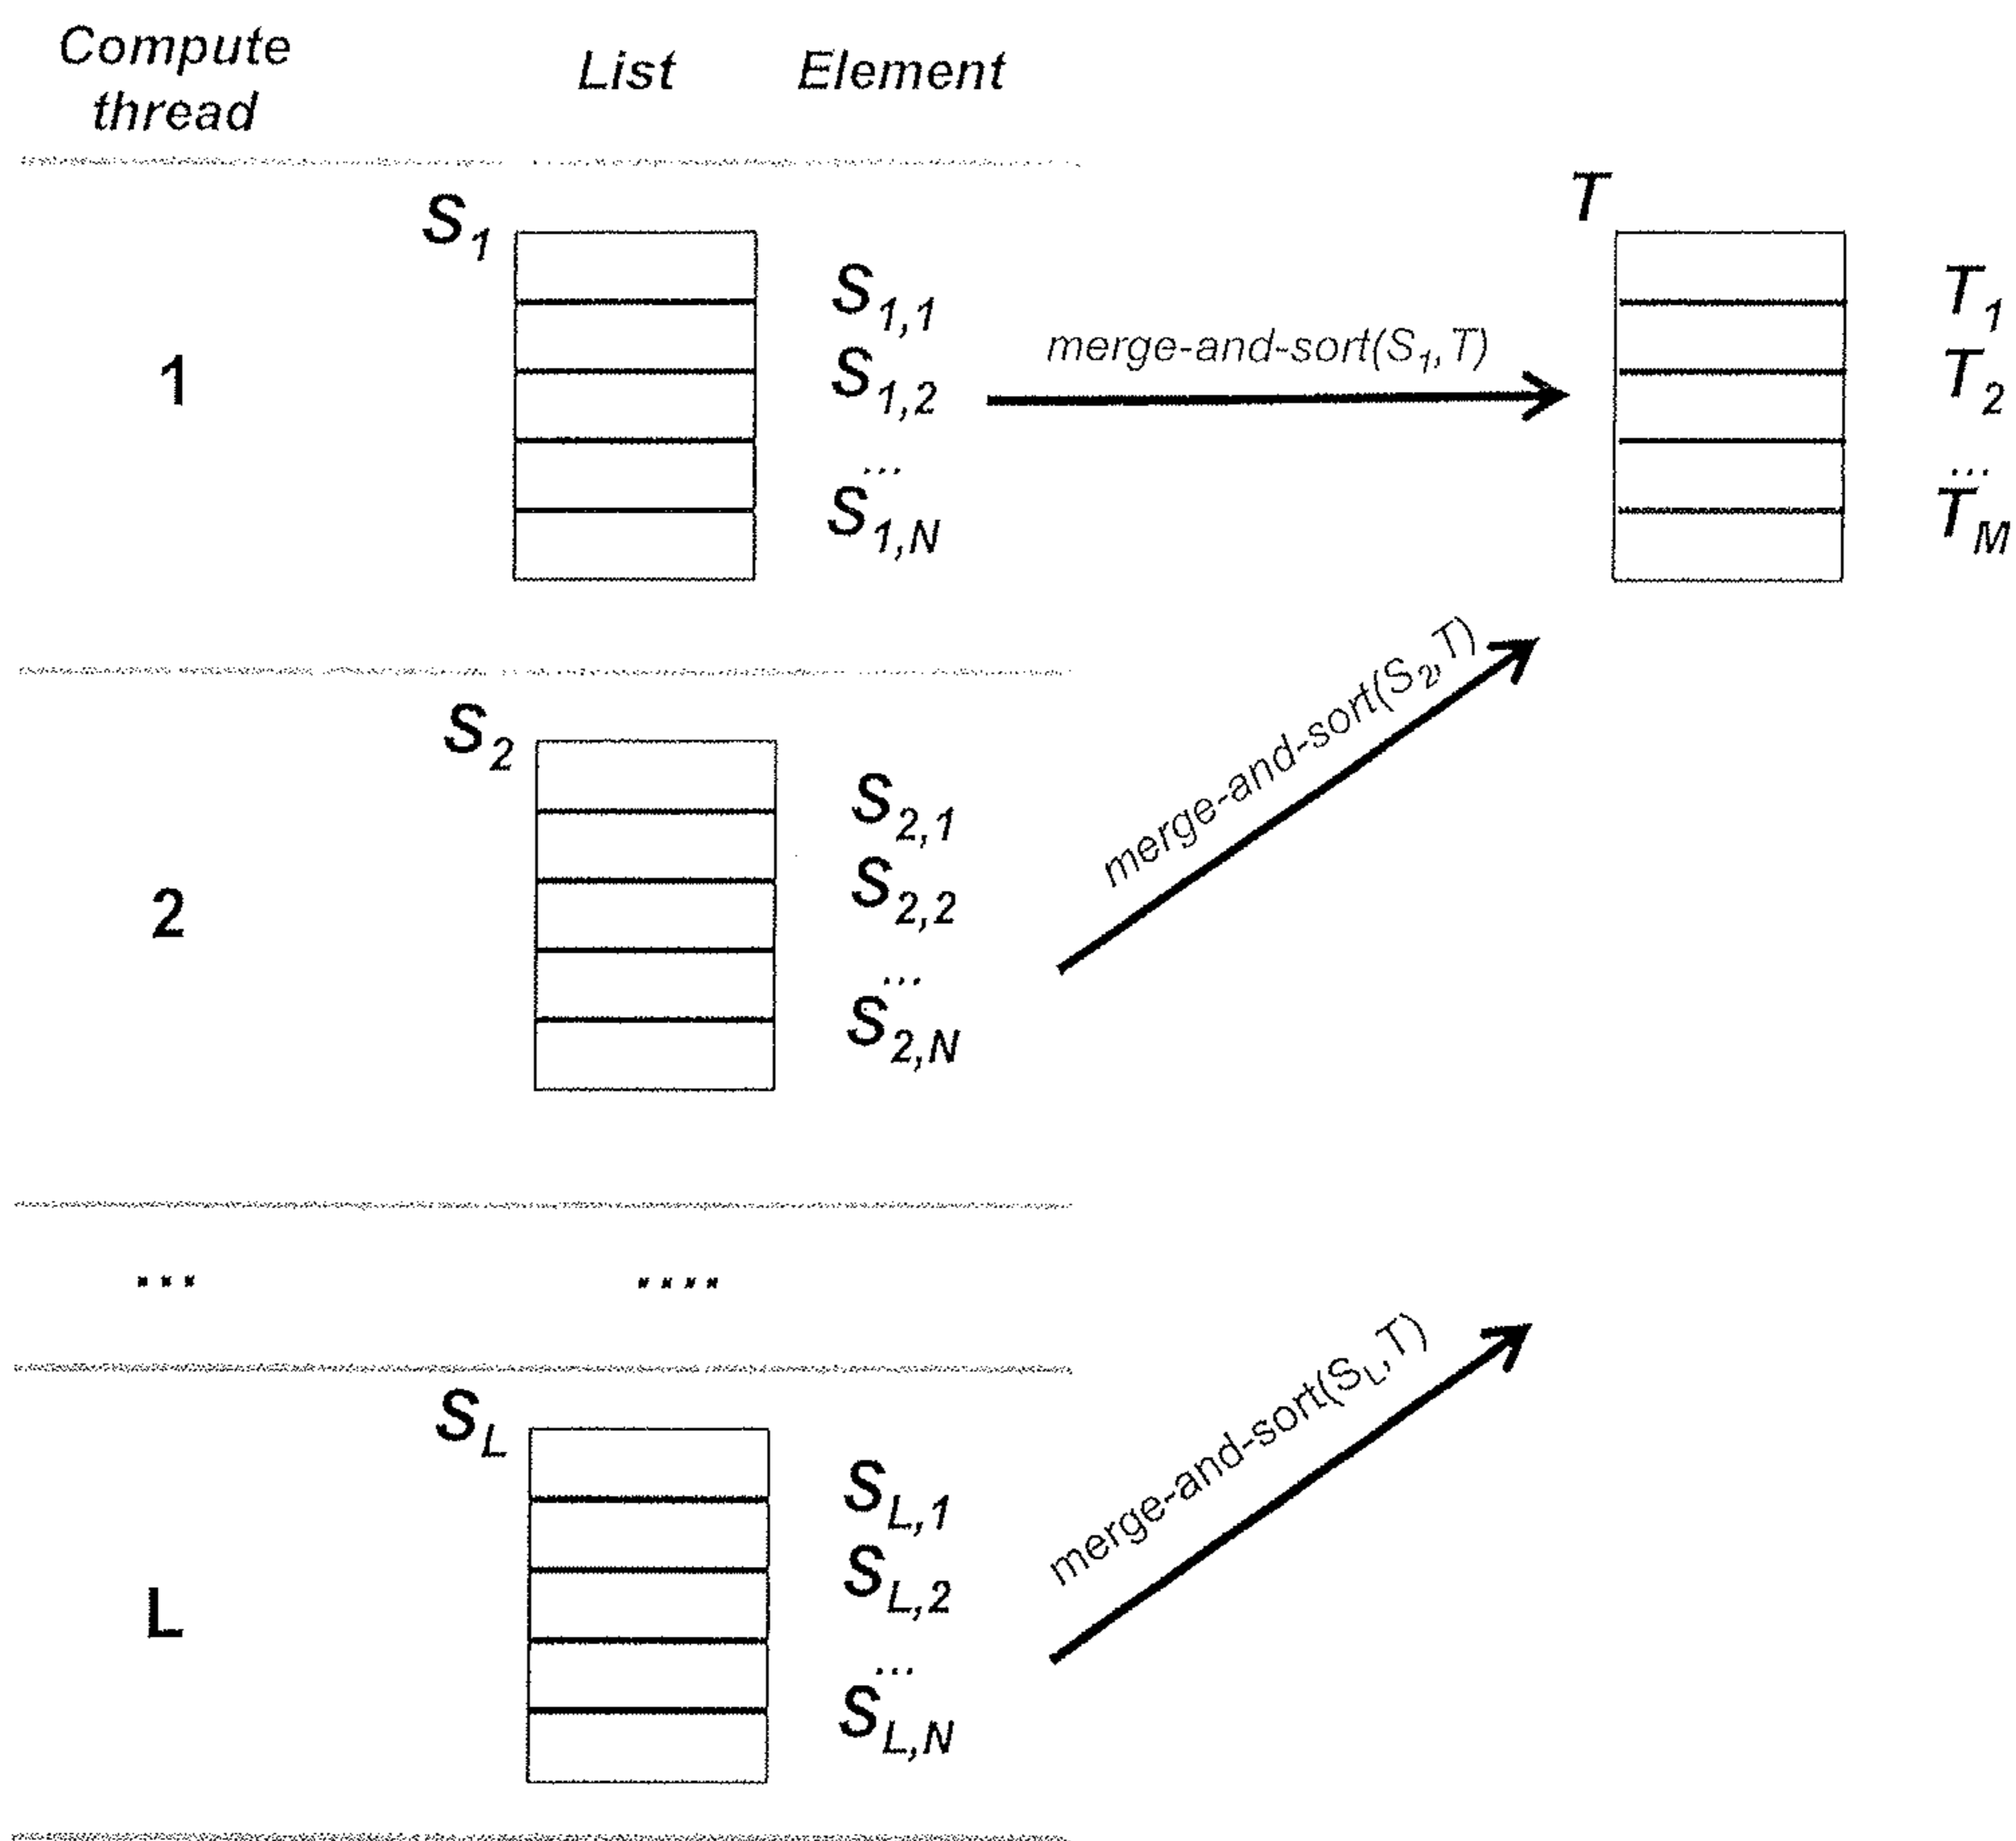 Compute thread
List
Element
1
S1
S1,1
S1,2
...
S1,N
merge-and-sort(S1,T)
T
T1
T2
...
TM
2
S2
S2,1
S2,2
...
S2,N
merge-and-sort(S2,T)
...
....
L
SL
SL,1
SL,2
...
SL,N
merge-and-sort(SL,T)